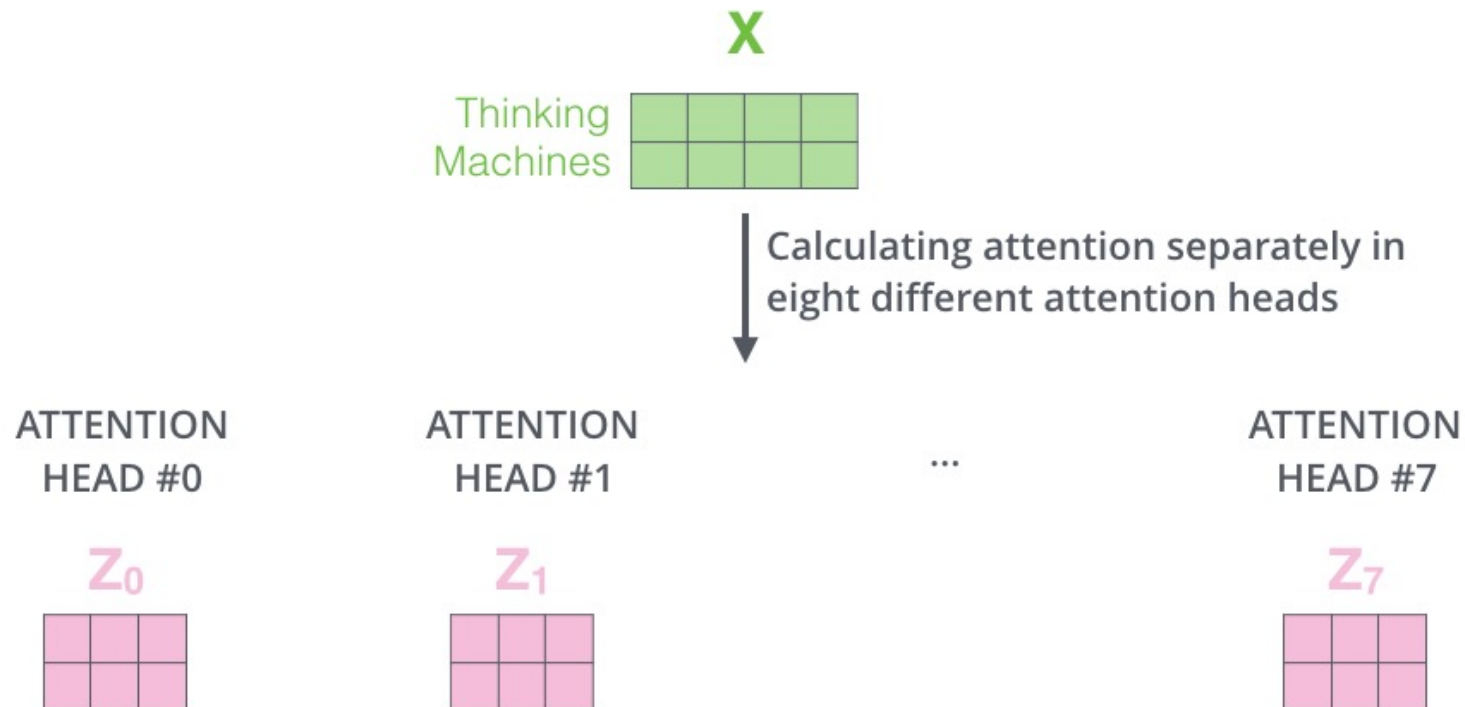 X
Thinking
Machines
Calculating attention separately in
eight different attention heads
ATTENTION
HEAD #0
ATTENTION
HEAD #1
...
ATTENTION
HEAD #7
Z0
Z1
Z7